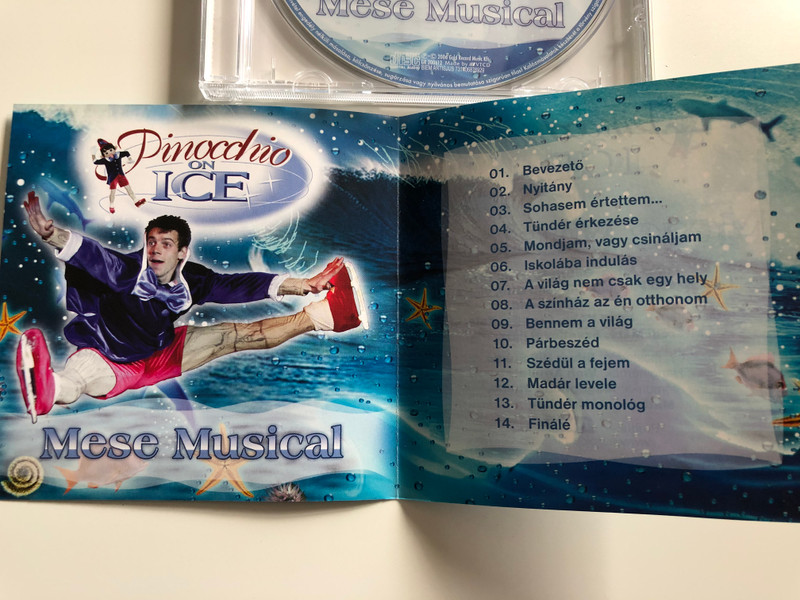 Mese Musical
Pinocchio
ON
ICE
Mese Musical
01. Bevezető
02. Nyitány
03. Sohasem értettem...
04. Tündér érkezése
05. Mondjam, vagy csináljam
06. Iskolába indulás
07. A világ nem csak egy hely
08. A színház az én otthonom
09. Bennem a világ
10. Párbeszéd
11. Szédül a fejem
12. Madár levele
13. Tündér monológ
14. Finálé